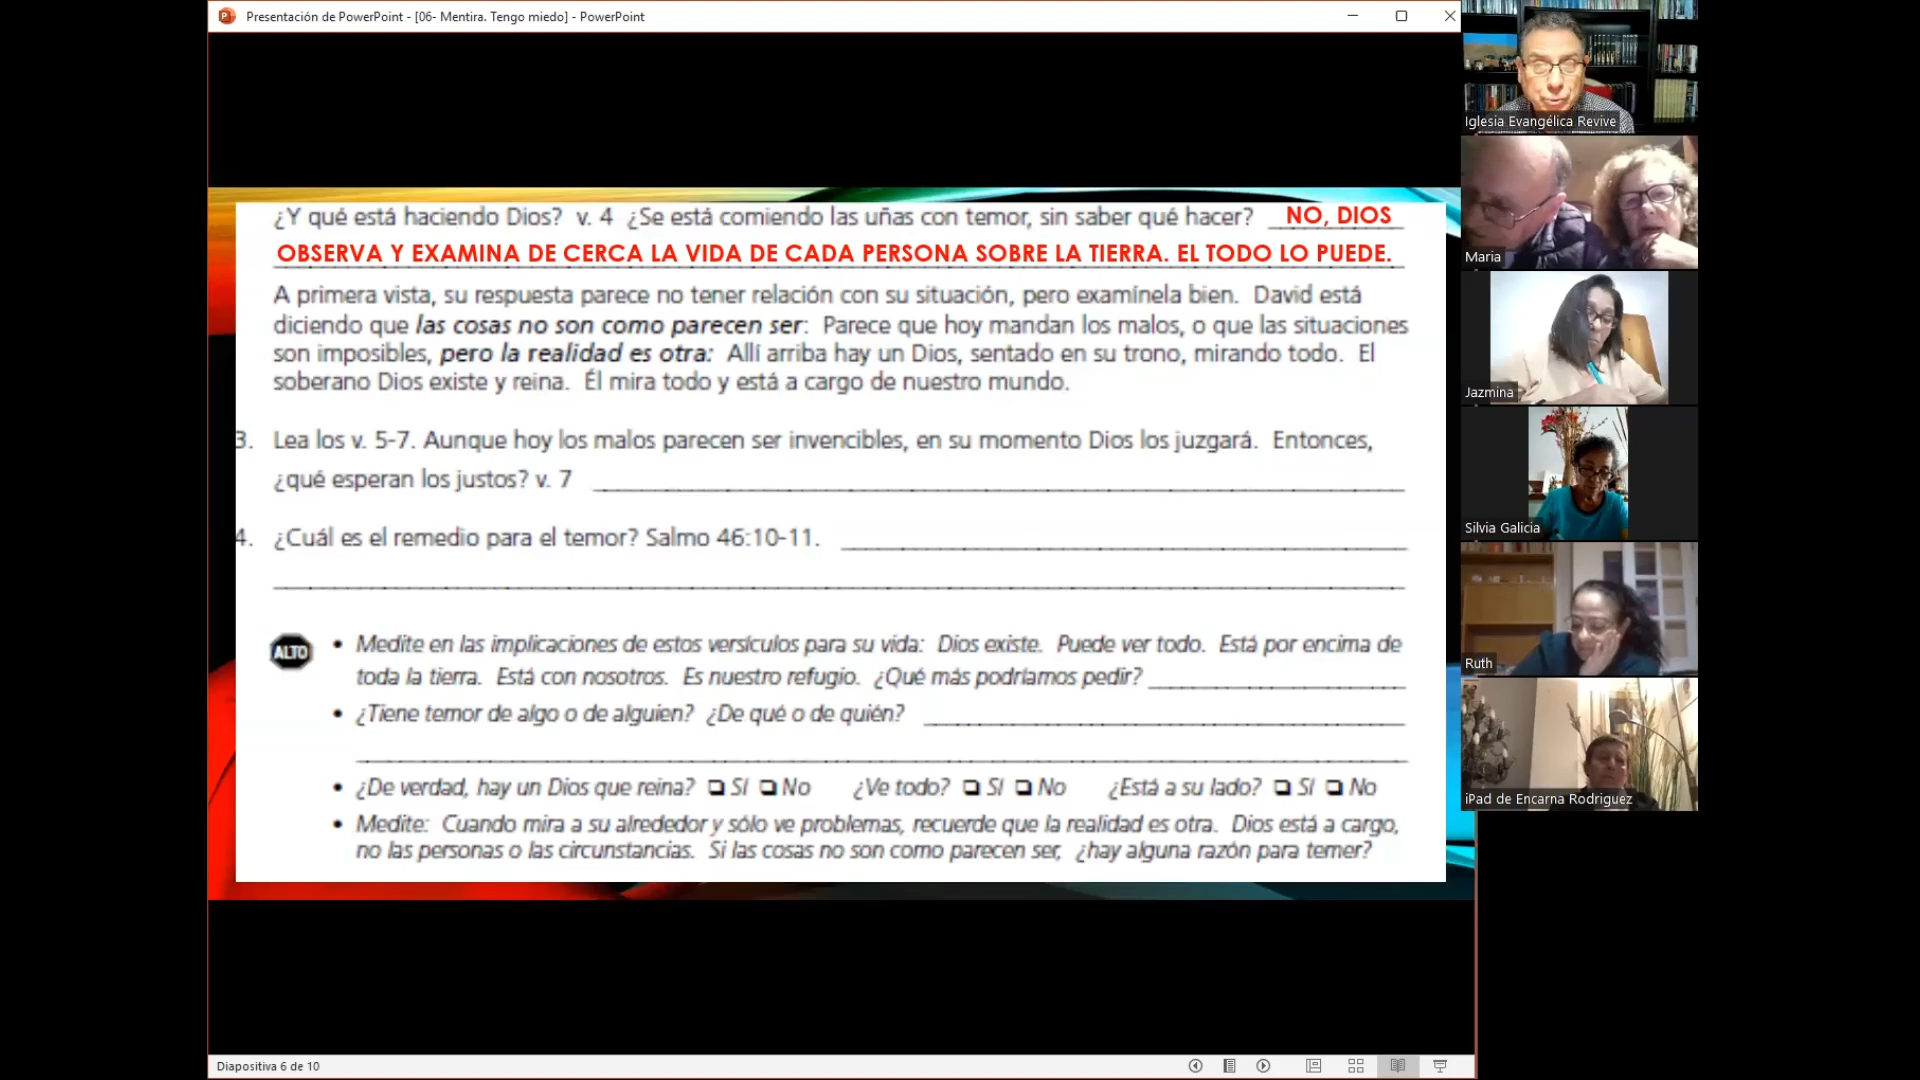 Presentación de PowerPoint - [06- Mentira. Tengo miedo] - PowerPoint
¿Y qué está haciendo Dios? v. 4 ¿Se está comiendo las uñas con temor, sin saber qué hacer? NO, DIOS
OBSERVA Y EXAMINA DE CERCA LA VIDA DE CADA PERSONA SOBRE LA TIERRA. EL TODO LO PUEDE.
A primera vista, su respuesta parece no tener relación con su situación, pero examínela bien. David está
diciendo que las cosas no son como parecen ser: Parece que hoy mandan los malos, o que las situaciones
son imposibles, pero la realidad es otra: Allí arriba hay un Dios, sentado en su trono, mirando todo. El
soberano Dios existe y reina. Él mira todo y está a cargo de nuestro mundo.
3. Lea los v. 5-7. Aunque hoy los malos parecen ser invencibles, en su momento Dios los juzgará. Entonces,
¿qué esperan los justos? v. 7
4. ¿Cuál es el remedio para el temor? Salmo 46:10-11.
ALTO
• Medite en las implicaciones de estos versículos para su vida: Dios existe. Puede ver todo. Está por encima de
toda la tierra. Está con nosotros. Es nuestro refugio. ¿Qué más podríamos pedir?
• ¿Tiene temor de algo o de alguien? ¿De qué o de quién?
• ¿De verdad, hay un Dios que reina? ❏ Sí ❏ No ¿Ve todo? ❏ Sí ❏ No ¿Está a su lado? ❏ Sí ❏ No
• Medite: Cuando mira a su alrededor y sólo ve problemas, recuerde que la realidad es otra. Dios está a cargo,
no las personas o las circunstancias. Si las cosas no son como parecen ser, ¿hay alguna razón para temer?
Diapositiva 6 de 10
Iglesia Evangélica Revive
Maria
Jazmina
Silvia Galicia
Ruth
iPad de Encarna Rodriguez